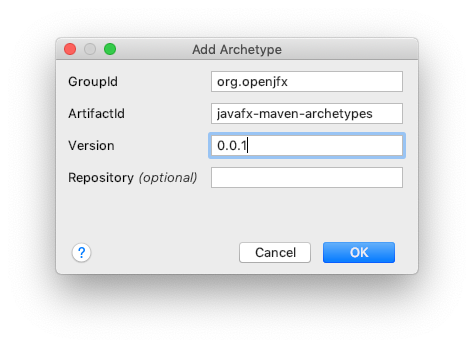 Add Archetype
GroupId org.openjfx
ArtifactId javafx-maven-archetypes
Version 0.0.1
Repository (optional)
? Cancel OK